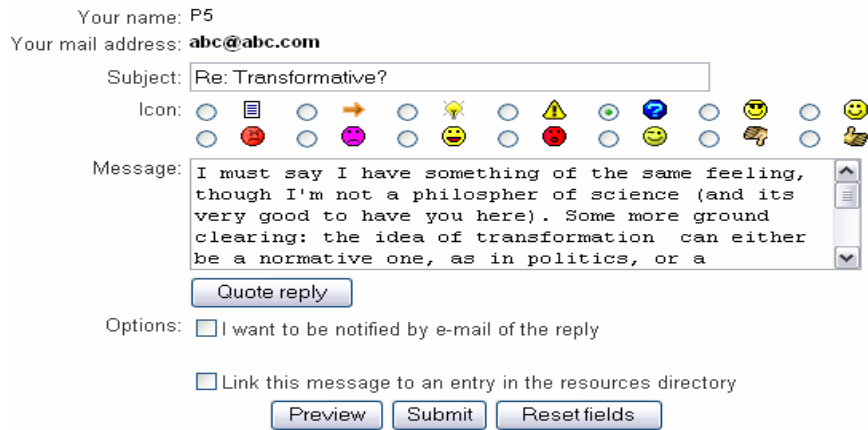 Your name: P5
Your mail address: abc@abc.com
Subject: Re: Transformative?
Icon:
Message: I must say I have something of the same feeling,
though I'm not a philospher of science (and its
very good to have you here). Some more ground
clearing: the idea of transformation can either
be a normative one, as in politics, or a
Quote reply
Options: I want to be notified by e-mail of the reply
Link this message to an entry in the resources directory
Preview Submit Reset fields